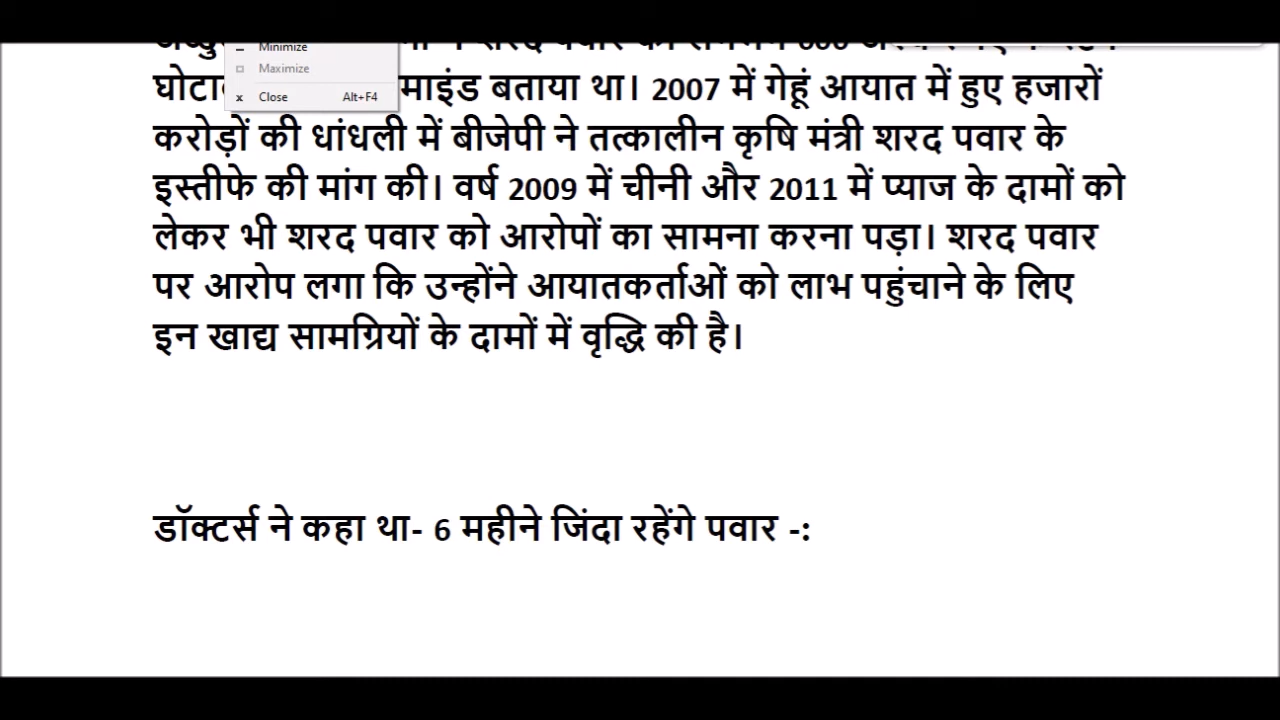 Minimize
Maximize
Close Alt+F4
माइंड बताया था। 2007 में गेहूं आयात में हुए हजारों
करोड़ों की धांधली में बीजेपी ने तत्कालीन कृषि मंत्री शरद पवार के
इस्तीफे की मांग की। वर्ष 2009 में चीनी और 2011 में प्याज के दामों को
लेकर भी शरद पवार को आरोपों का सामना करना पड़ा। शरद पवार
पर आरोप लगा कि उन्होंने आयातकर्ताओं को लाभ पहुंचाने के लिए
इन खाद्य सामग्रियों के दामों में वृद्धि की है।
डॉक्टर्स ने कहा था- 6 महीने जिंदा रहेंगे पवार -: